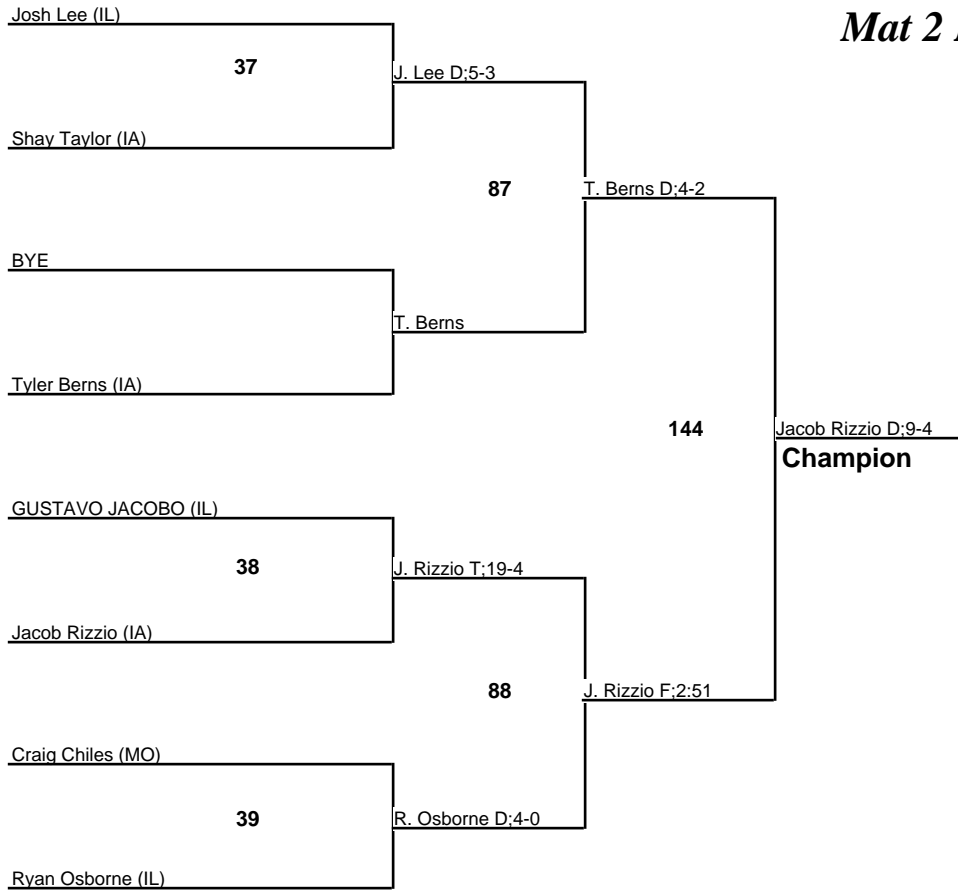 Josh Lee (IL)
Mat 2
37
J. Lee D;5-3
Shay Taylor (IA)
87
T. Berns D;4-2
BYE
T. Berns
Tyler Berns (IA)
144
Jacob Rizzio D;9-4
Champion
GUSTAVO JACOBO (IL)
38
J. Rizzio T;19-4
Jacob Rizzio (IA)
88
J. Rizzio F;2:51
Craig Chiles (MO)
39
R. Osborne D;4-0
Ryan Osborne (IL)